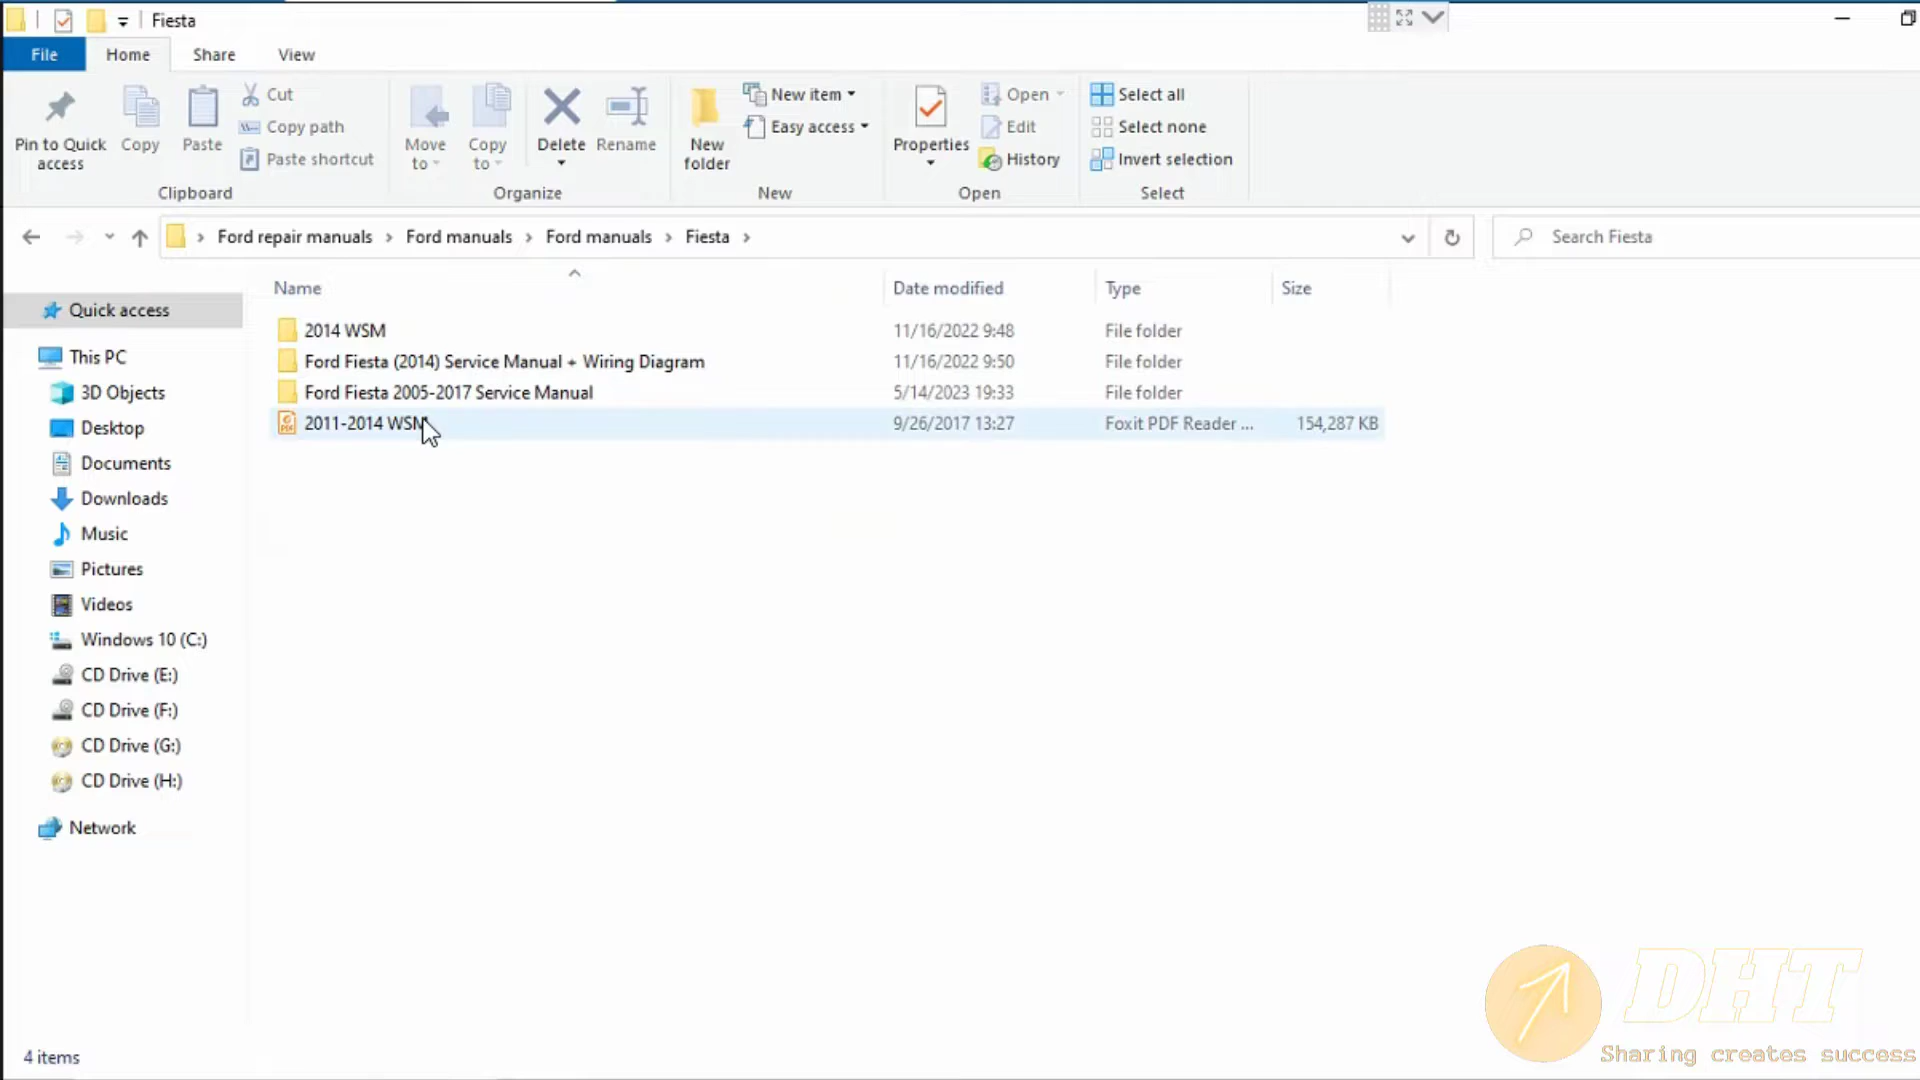 Fiesta
File Home Share View
Pin to Quick access
Copy
Paste
Cut
Copy path
Paste shortcut
Move to
Copy to
Delete
Rename
New folder
New item
Easy access
Properties
Open
Edit
History
Select all
Select none
Invert selection
Clipboard Organize New Open Select
Ford repair manuals Ford manuals Ford manuals Fiesta
Search Fiesta
Name Date modified Type Size
2014 WSM 11/16/2022 9:48 File folder
Ford Fiesta (2014) Service Manual + Wiring Diagram 11/16/2022 9:50 File folder
Ford Fiesta 2005-2017 Service Manual 5/14/2023 19:33 File folder
2011-2014 WSM 9/26/2017 13:27 Foxit PDF Reader ... 154,287 KB
Quick access
This PC
3D Objects
Desktop
Documents
Downloads
Music
Pictures
Videos
Windows 10 (C:)
CD Drive (E:)
CD Drive (F:)
CD Drive (G:)
CD Drive (H:)
Network
4 items
DHT
Sharing creates success